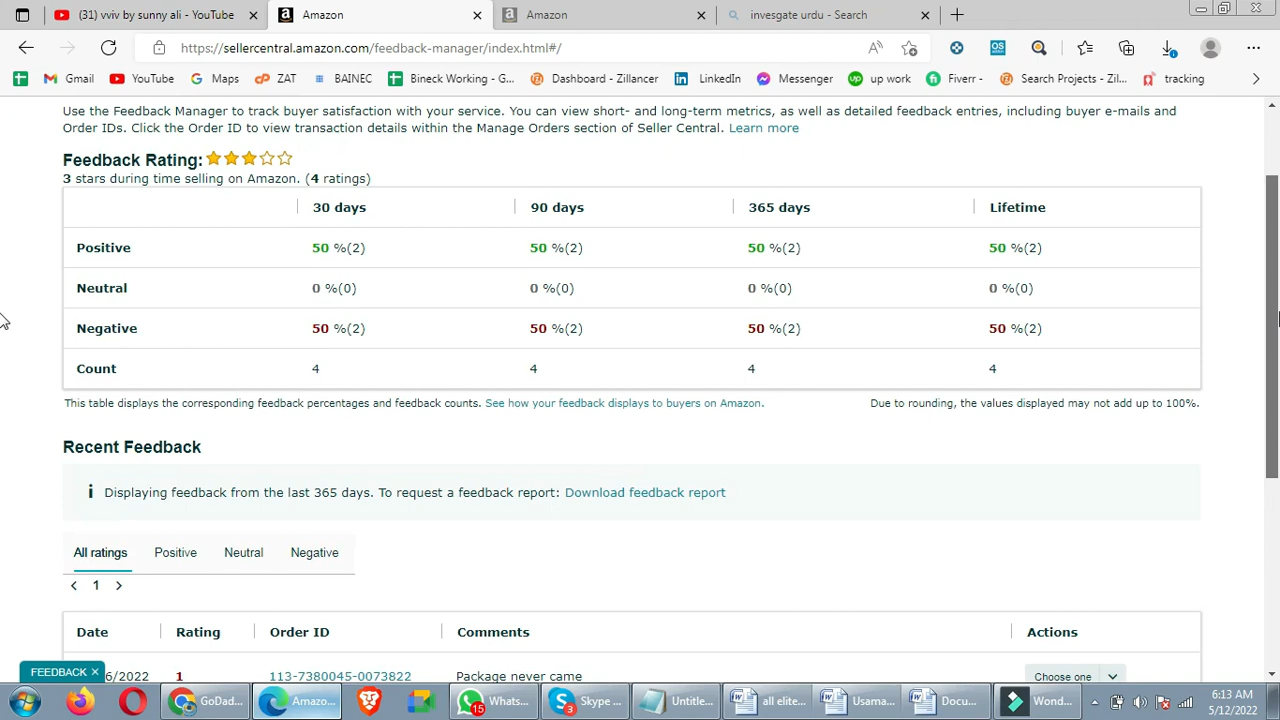 (31) vviv by sunny ali - YouTube
Amazon
Amazon
invesgate urdu - Search
https://sellercentral.amazon.com/feedback-manager/index.html#/
Gmail
YouTube
Maps
ZAT
BAINEC
Bineck Working - G...
Dashboard - Zillancer
LinkedIn
Messenger
up work
Fiverr -
Search Projects - Zil...
tracking
Use the Feedback Manager to track buyer satisfaction with your service. You can view short- and long-term metrics, as well as detailed feedback entries, including buyer e-mails and
Order IDs. Click the Order ID to view transaction details within the Manage Orders section of Seller Central. Learn more
Feedback Rating:
3 stars during time selling on Amazon. (4 ratings)
30 days 90 days 365 days Lifetime
Positive 50 %(2) 50 %(2) 50 %(2) 50 %(2)
Neutral 0 %(0) 0 %(0) 0 %(0) 0 %(0)
Negative 50 %(2) 50 %(2) 50 %(2) 50 %(2)
Count 4 4 4 4
This table displays the corresponding feedback percentages and feedback counts. See how your feedback displays to buyers on Amazon.
Due to rounding, the values displayed may not add up to 100%.
Recent Feedback
Displaying feedback from the last 365 days. To request a feedback report: Download feedback report
All ratings Positive Neutral Negative
1
Date Rating Order ID Comments Actions
6/2022 1 113-7380045-0073822 Package never came Choose one
FEEDBACK
GoDad...
Amazo...
Whats...
15
Skype ...
3
Untitle...
all elite...
Usama...
Docu...
Wond...
6:13 AM
5/12/2022